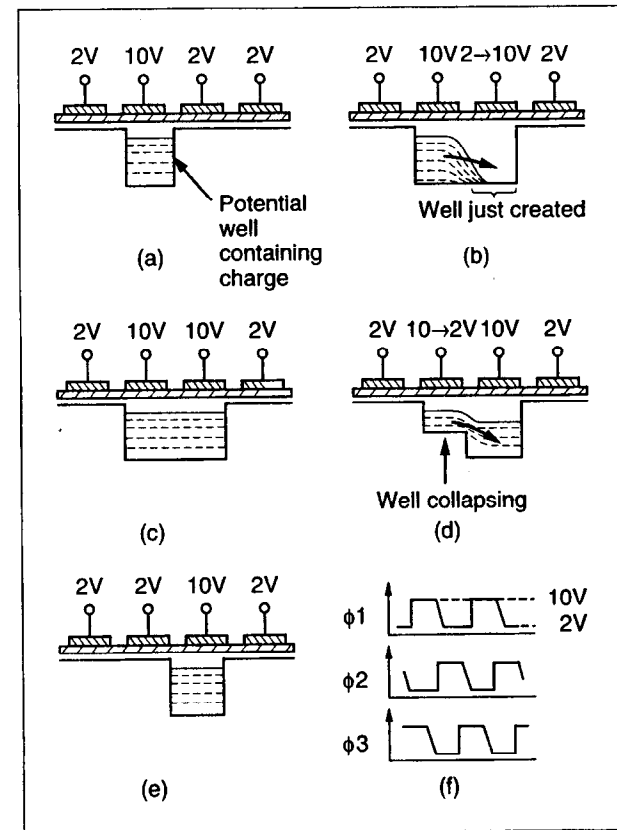 2V 10V 2V 2V
Potential
well
containing
charge
(a)
2V 10V 2→10V 2V
Well just created
(b)
2V 10V 10V 2V
(c)
2V 10→2V 10V 2V
Well collapsing
(d)
2V 2V 10V 2V
(e)
ϕ1 10V
2V
ϕ2
ϕ3
(f)